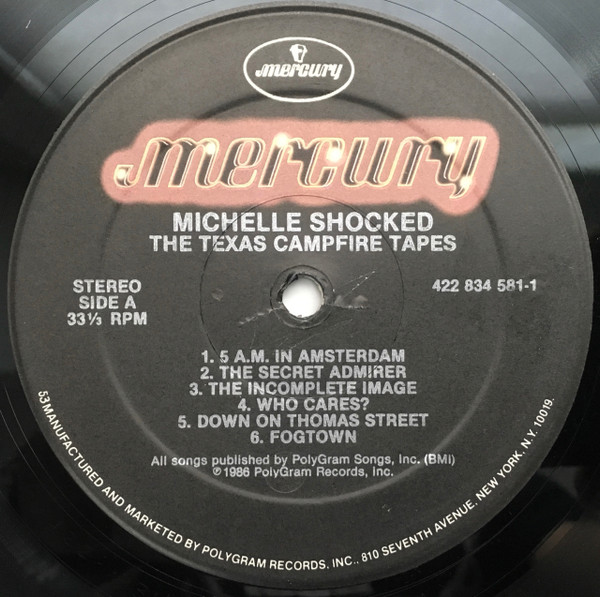 mercury
mercury
MICHELLE SHOCKED
THE TEXAS CAMPFIRE TAPES
STEREO
SIDE A
33⅓ RPM
422 834 581-1
1. 5 A.M. IN AMSTERDAM
2. THE SECRET ADMIRER
3. THE INCOMPLETE IMAGE
4. WHO CARES?
5. DOWN ON THOMAS STREET
6. FOGTOWN
All songs published by PolyGram Songs, Inc. (BMI)
℗1986 PolyGram Records, Inc.
53 MANUFACTURED AND MARKETED BY POLYGRAM RECORDS, INC., 810 SEVENTH AVENUE, NEW YORK, N.Y. 10019.